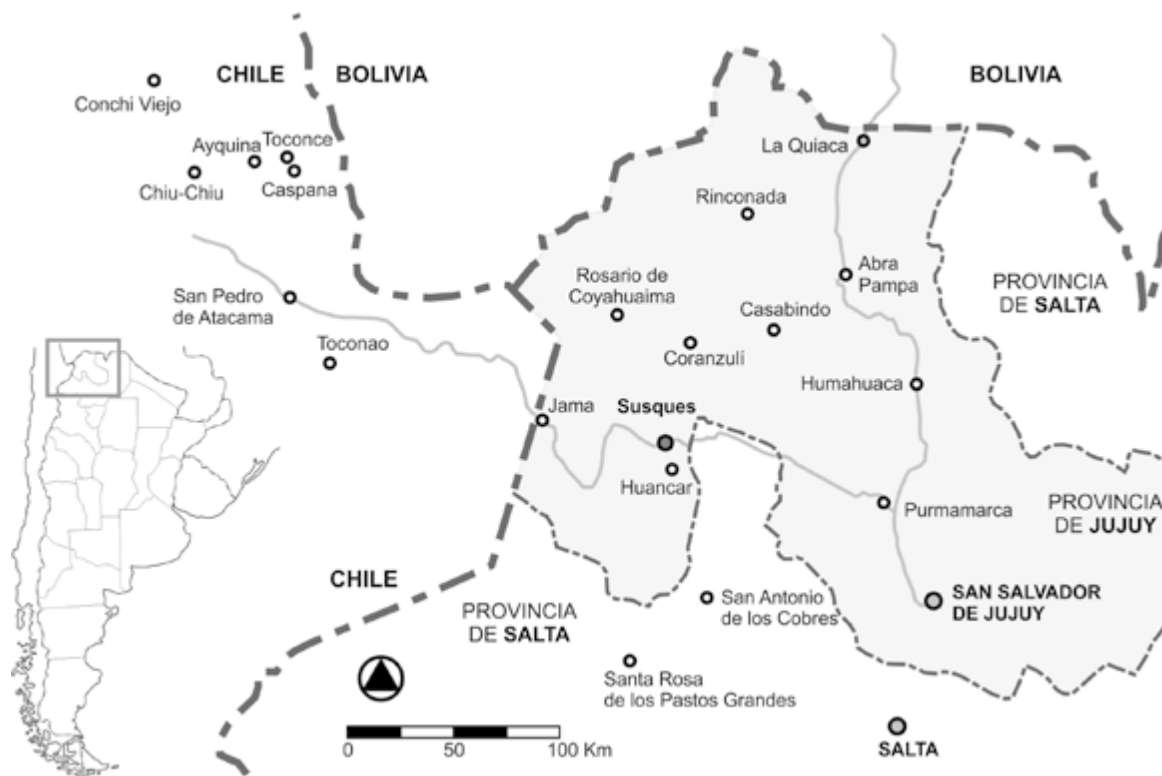 CHILE
BOLIVIA
BOLIVIA
Conchi Viejo
Ayquina
Toconce
Chiu-Chiu
Caspana
La Quiaca
Rinconada
Abra
Pampa
PROVINCIA
DE SALTA
San Pedro
de Atacama
Rosario de
Coyahuaima
Casabindo
Toconao
Coranzulí
Humahuaca
Jama
Susques
Huancar
Purmamarca
PROVINCIA
DE JUJUY
CHILE
PROVINCIA
DE SALTA
San Antonio
de los Cobres
SAN SALVADOR
DE JUJUY
Santa Rosa
de los Pastos Grandes
SALTA
0 50 100 Km